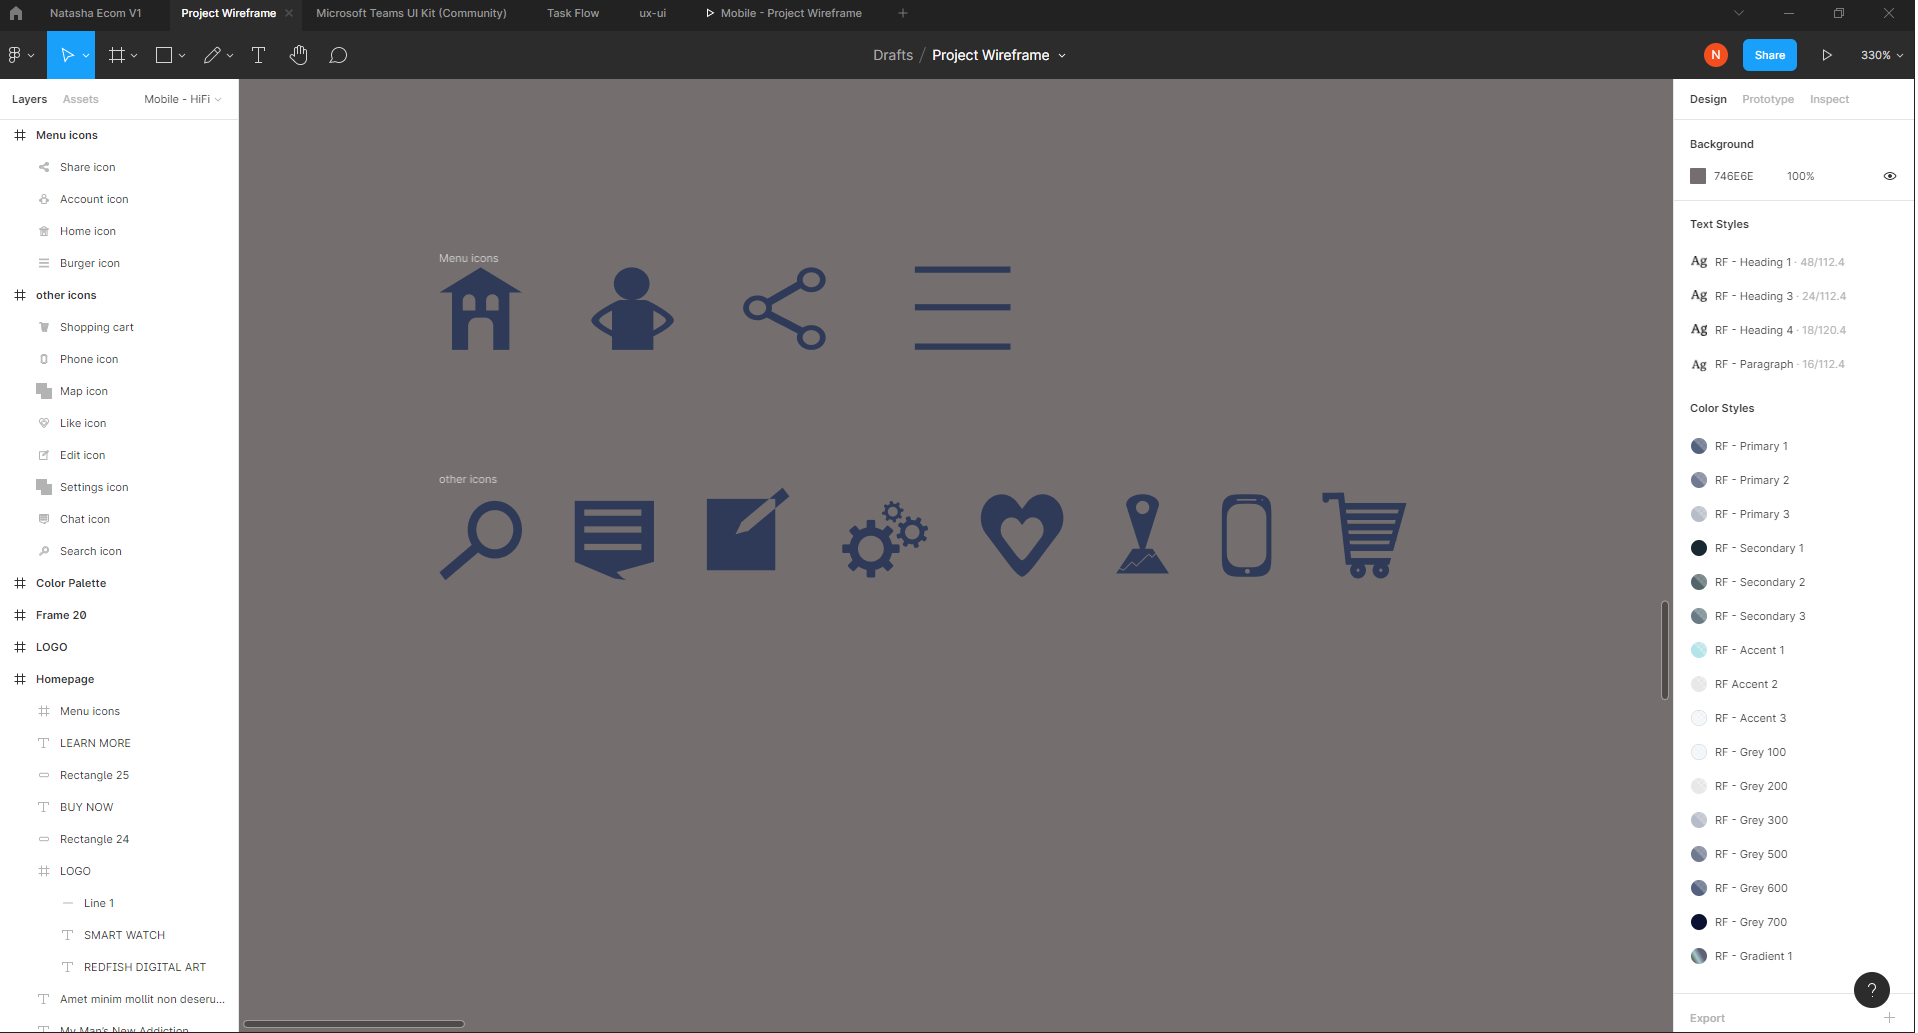 Natasha Ecom V1
Project Wireframe
Microsoft Teams UI Kit (Community)
Task Flow
ux-ui
Mobile - Project Wireframe
Drafts / Project Wireframe
N
Share
330%
Layers
Assets
Mobile - HiFi
Menu icons
Share icon
Account icon
Home icon
Burger icon
other icons
Shopping cart
Phone icon
Map icon
Like icon
Edit icon
Settings icon
Chat icon
Search icon
Color Palette
Frame 20
LOGO
Homepage
Menu icons
LEARN MORE
Rectangle 25
BUY NOW
Rectangle 24
LOGO
Line 1
SMART WATCH
REDFISH DIGITAL ART
Amet minim mollit non deseru...
My Man's New Addiction
Menu icons
other icons
Design
Prototype
Inspect
Background
746E6E
100%
Text Styles
Ag RF - Heading 1 · 48/112.4
Ag RF - Heading 3 · 24/112.4
Ag RF - Heading 4 · 18/120.4
Ag RF - Paragraph · 16/112.4
Color Styles
RF - Primary 1
RF - Primary 2
RF - Primary 3
RF - Secondary 1
RF - Secondary 2
RF - Secondary 3
RF - Accent 1
RF Accent 2
RF - Accent 3
RF - Grey 100
RF - Grey 200
RF - Grey 300
RF - Grey 500
RF - Grey 600
RF - Grey 700
RF - Gradient 1
?
Export